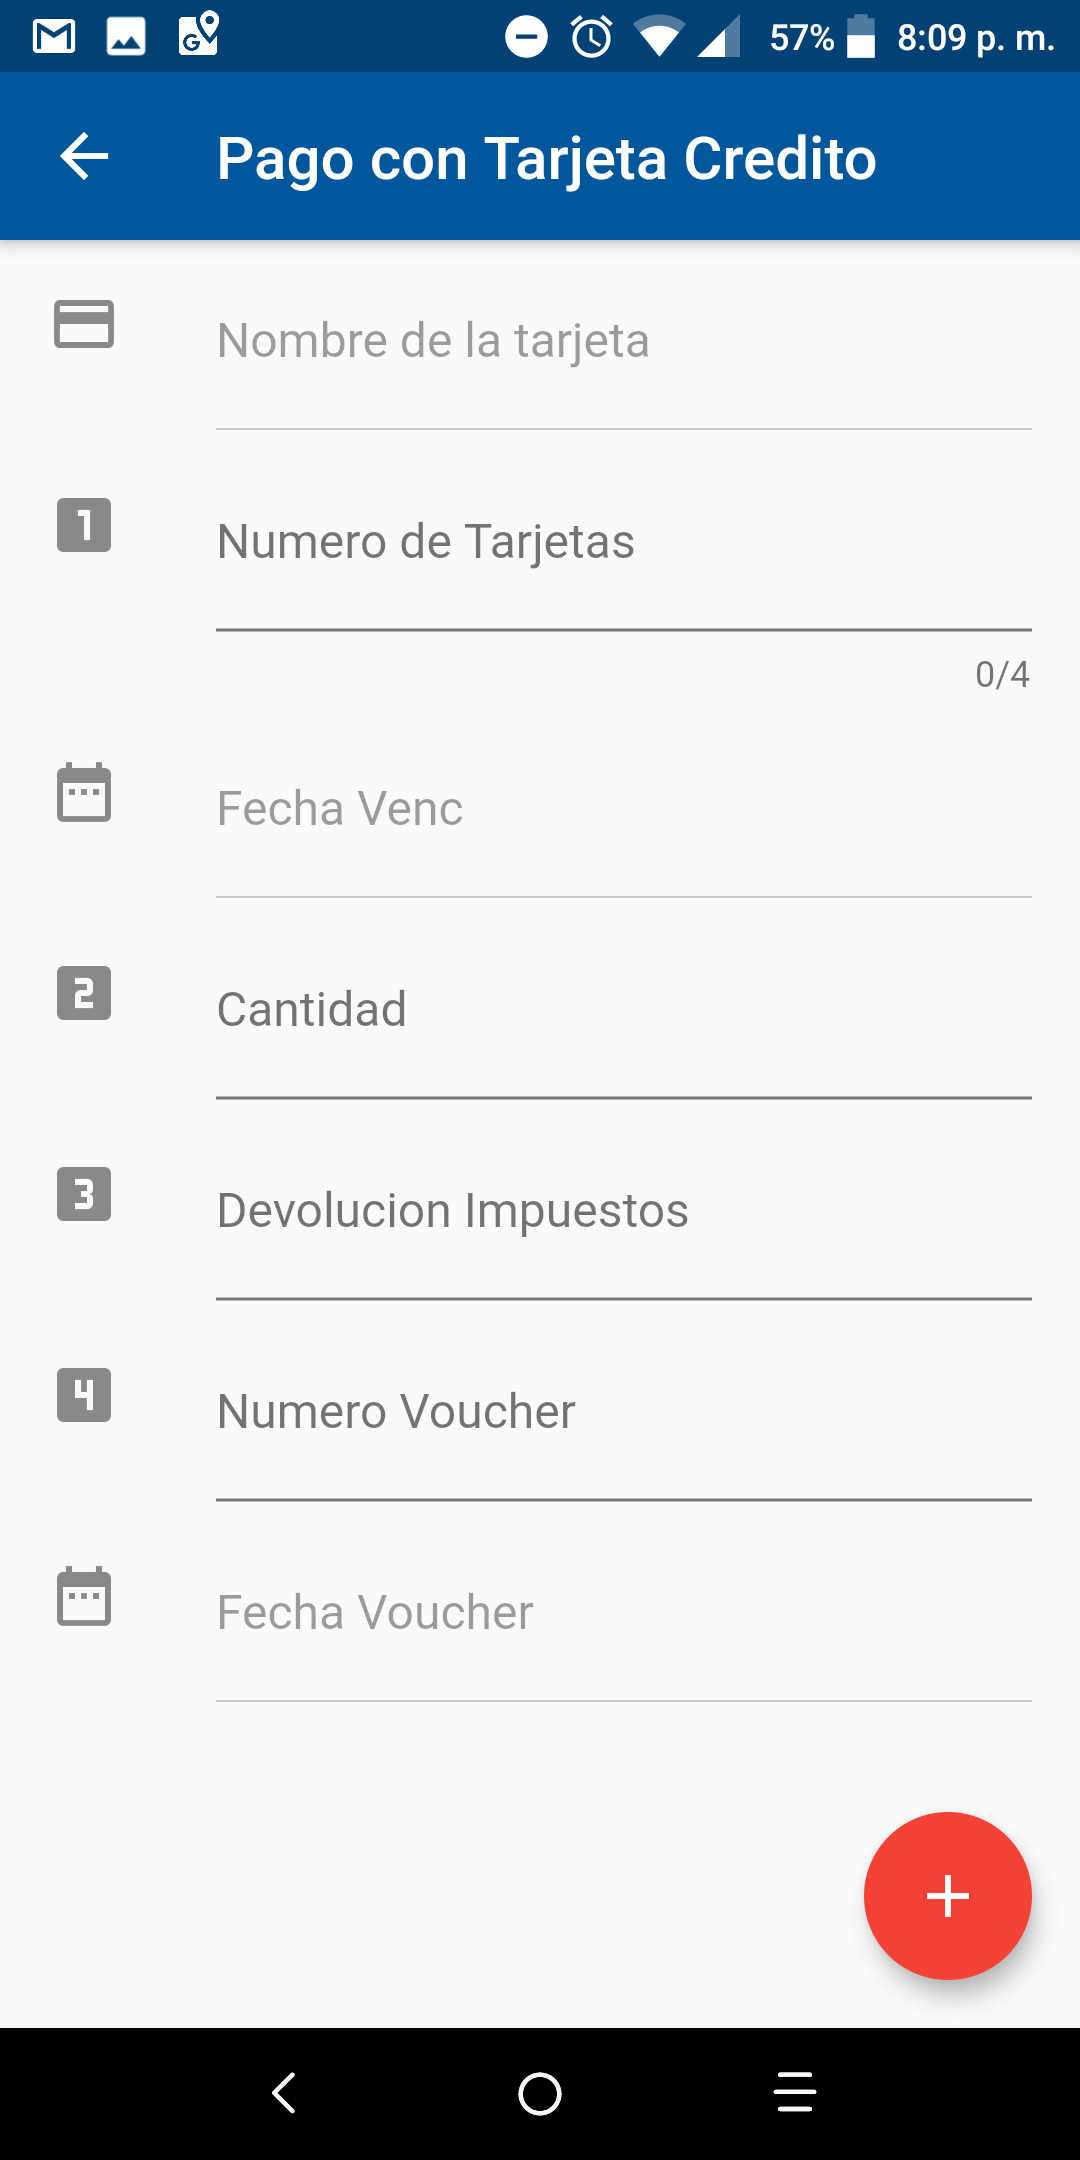 57% 8:09 p. m.
Pago con Tarjeta Credito
Nombre de la tarjeta
1 Numero de Tarjetas
0/4
Fecha Venc
2 Cantidad
3 Devolucion Impuestos
4 Numero Voucher
Fecha Voucher